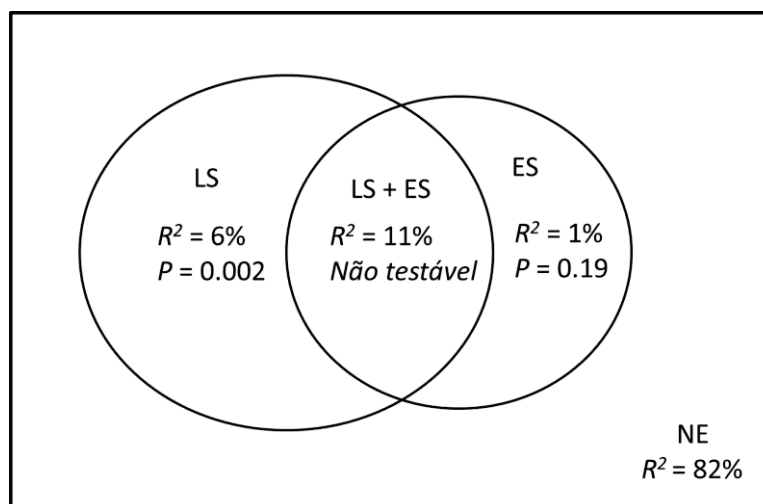 LS
R² = 6%
P = 0.002
LS + ES
R² = 11%
Não testável
ES
R² = 1%
P = 0.19
NE
R² = 82%